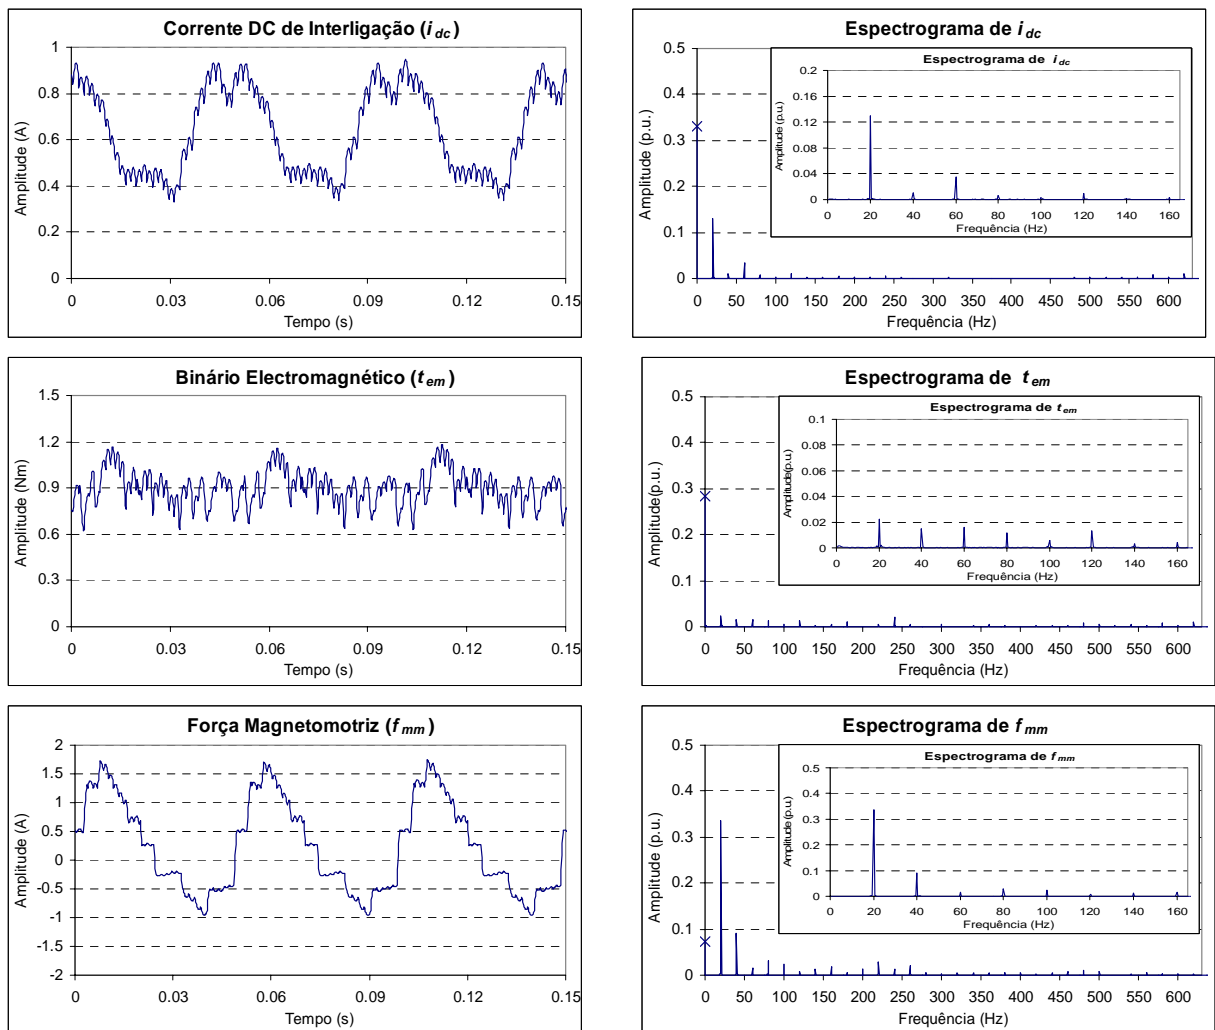 Corrente DC de Interligação (i dc )
Amplitude (A)
1
0.8
0.6
0.4
0.2
0
0 0.03 0.06 0.09 0.12 0.15
Tempo (s)
Espectrograma de i dc
Amplitude (p.u.)
0.5
0.4
0.3
0.2
0.1
0
0 50 100 150 200 250 300 350 400 450 500 550 600
Frequência (Hz)
Espectrograma de i dc
Amplitude (p.u.)
0.2
0.16
0.12
0.08
0.04
0
0 20 40 60 80 100 120 140 160
Frequência (Hz)
Binário Electromagnético (t em )
Amplitude (Nm)
1.5
1.2
0.9
0.6
0.3
0
0 0.03 0.06 0.09 0.12 0.15
Tempo (s)
Espectrograma de t em
Amplitude(p.u.)
0.5
0.4
0.3
0.2
0.1
0
0 50 100 150 200 250 300 350 400 450 500 550 600
Frequência (Hz)
Espectrograma de t em
Amplitude(p.u)
0.1
0.08
0.06
0.04
0.02
0
0 20 40 60 80 100 120 140 160
Frequência (Hz)
Força Magnetomotriz (f mm )
Amplitude (A)
2
1.5
1
0.5
0
-0.5
-1
-1.5
-2
0 0.03 0.06 0.09 0.12 0.15
Tempo (s)
Espectrograma de f mm
Amplitude (p.u.)
0.5
0.4
0.3
0.2
0.1
0
0 50 100 150 200 250 300 350 400 450 500 550 600
Frequência (Hz)
Espectrograma de f mm
Amplitude(p.u)
0.5
0.4
0.3
0.2
0.1
0
0 20 40 60 80 100 120 140 160
Frequência (Hz)